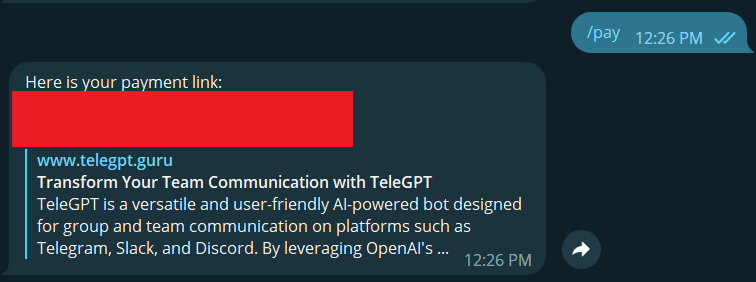 /pay 12:26 PM
Here is your payment link:
www.telegpt.guru
Transform Your Team Communication with TeleGPT
TeleGPT is a versatile and user-friendly AI-powered bot designed
for group and team communication on platforms such as
Telegram, Slack, and Discord. By leveraging OpenAI's ...
12:26 PM